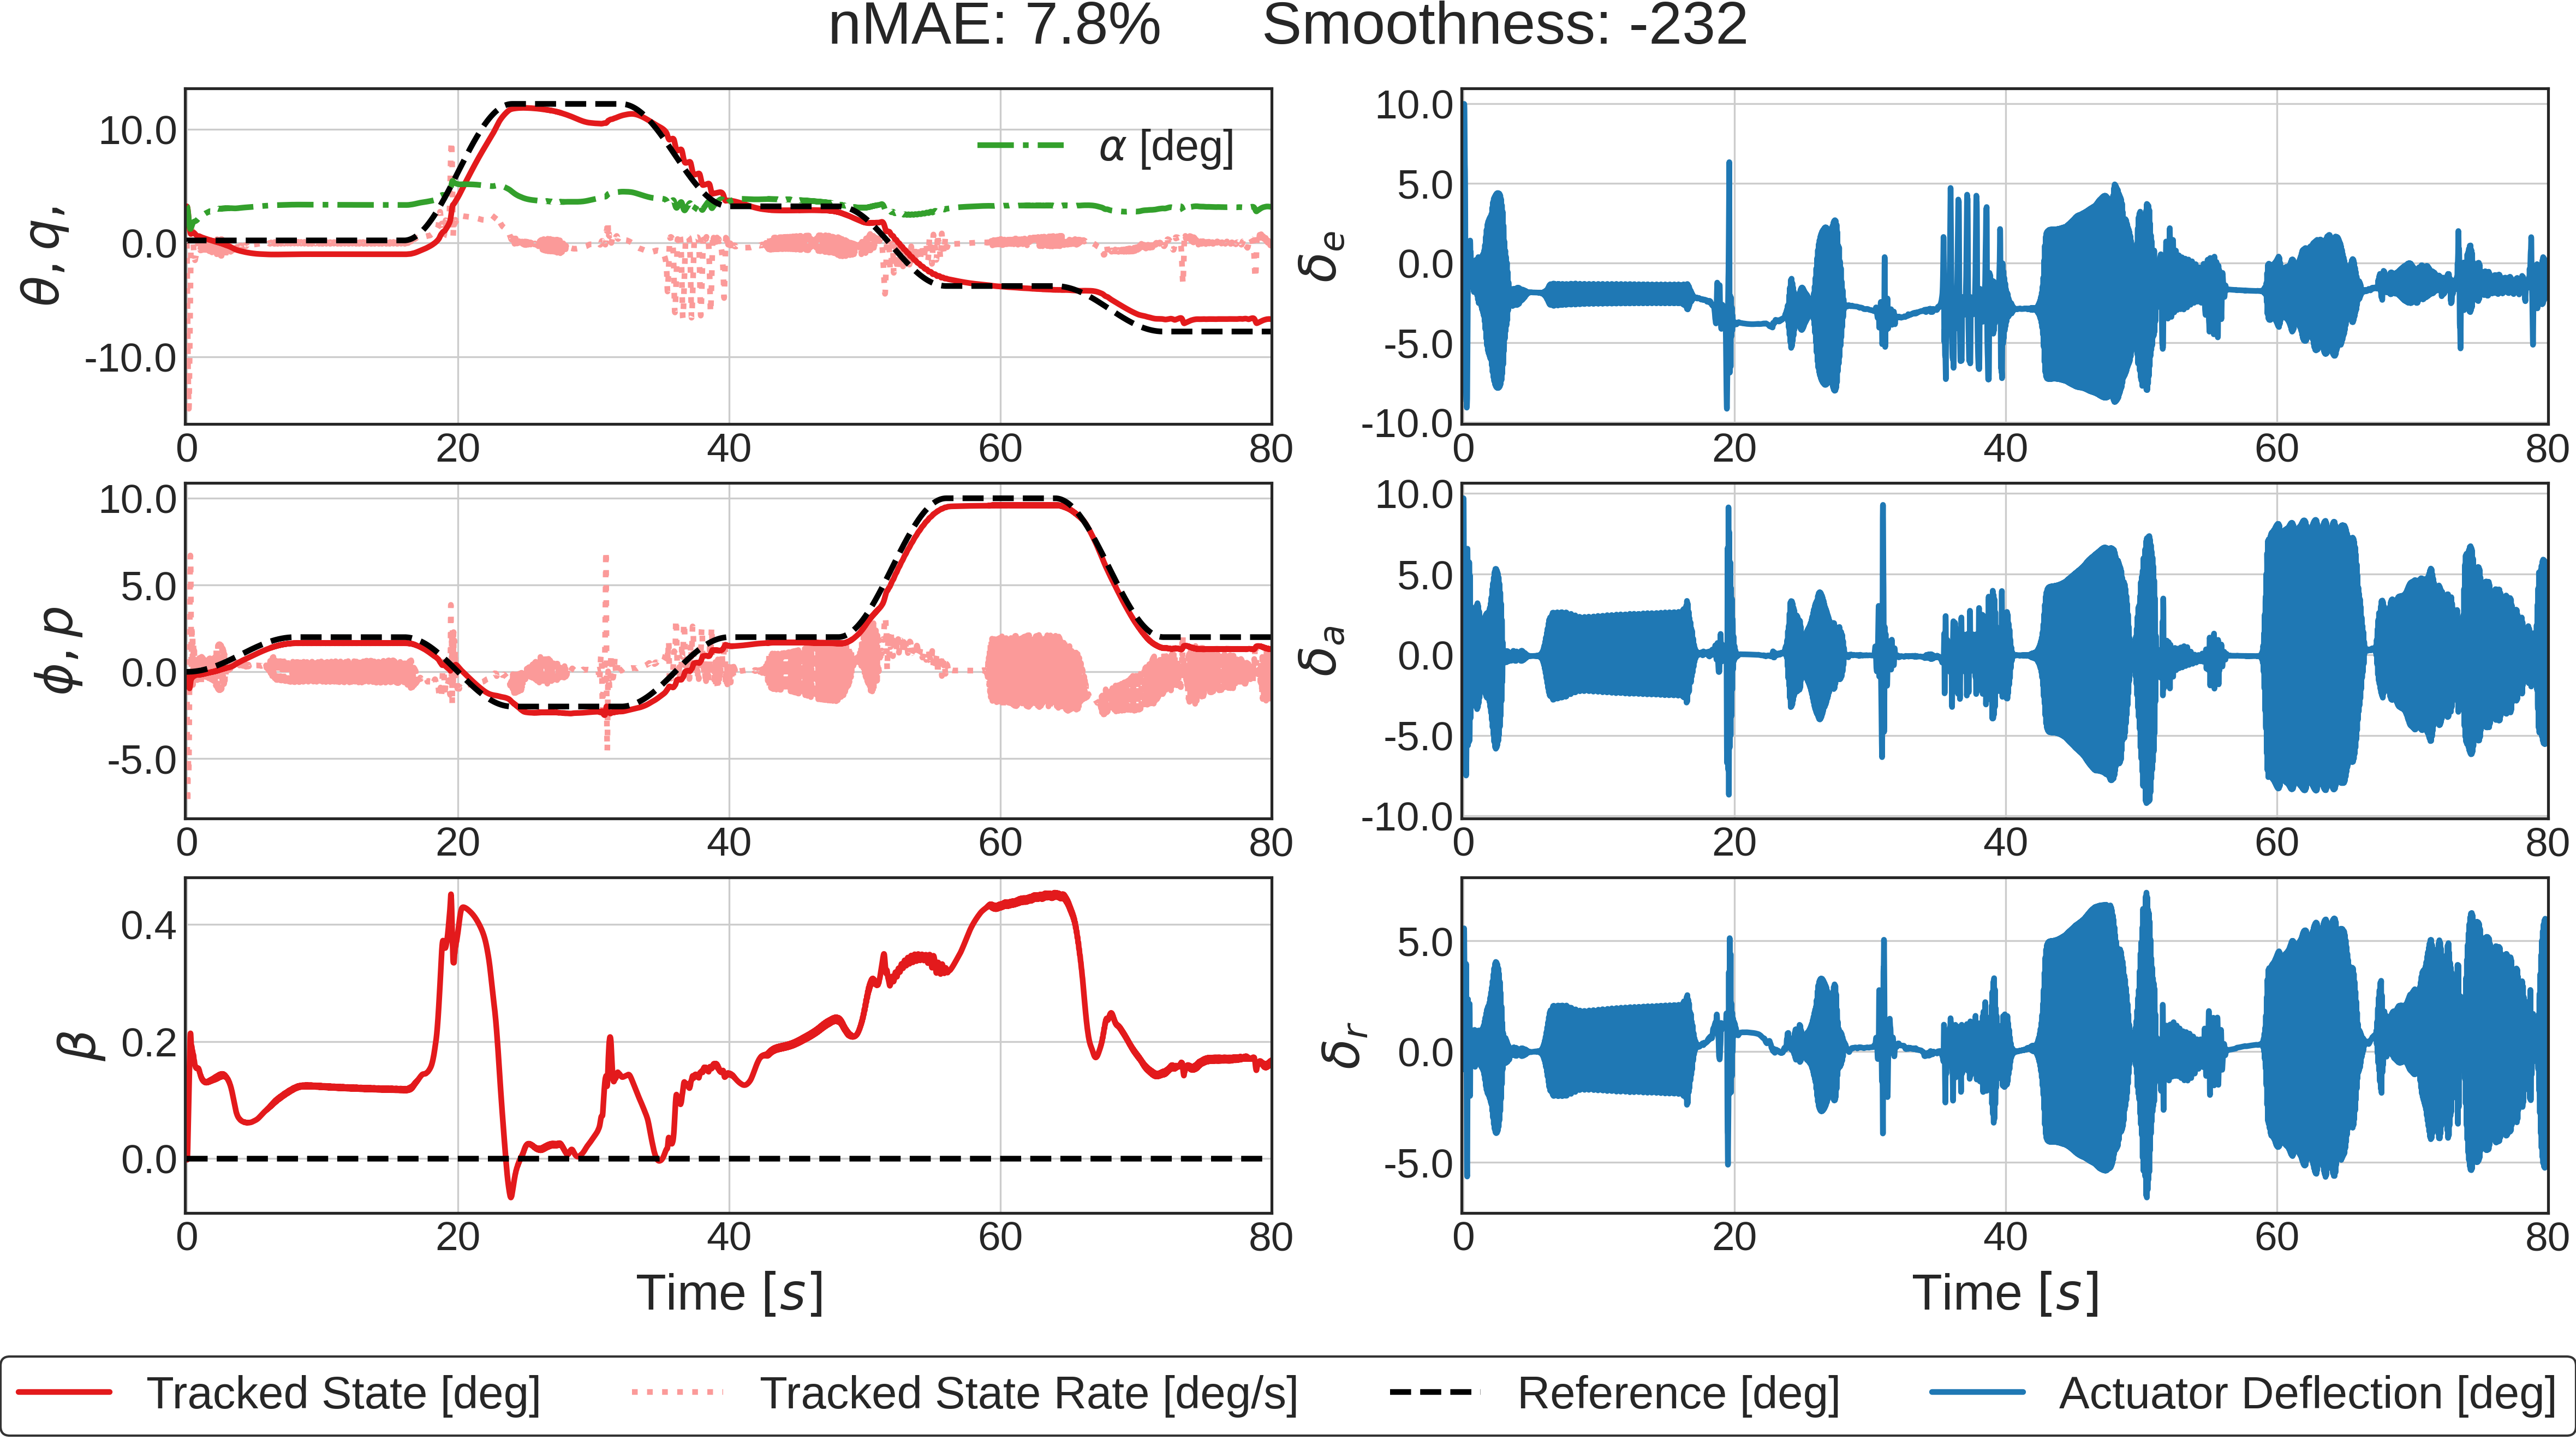 nMAE: 7.8% Smoothness: -232
θ, q,
10.0
0.0
-10.0
α [deg]
0 20 40 60 80
δe
10.0
5.0
0.0
-5.0
-10.0
0 20 40 60 80
ϕ, p
10.0
5.0
0.0
-5.0
0 20 40 60 80
δa
10.0
5.0
0.0
-5.0
-10.0
0 20 40 60 80
β
0.4
0.2
0.0
0 20 40 60 80
Time [s]
δr
5.0
0.0
-5.0
0 20 40 60 80
Time [s]
Tracked State [deg] Tracked State Rate [deg/s] Reference [deg] Actuator Deflection [deg]